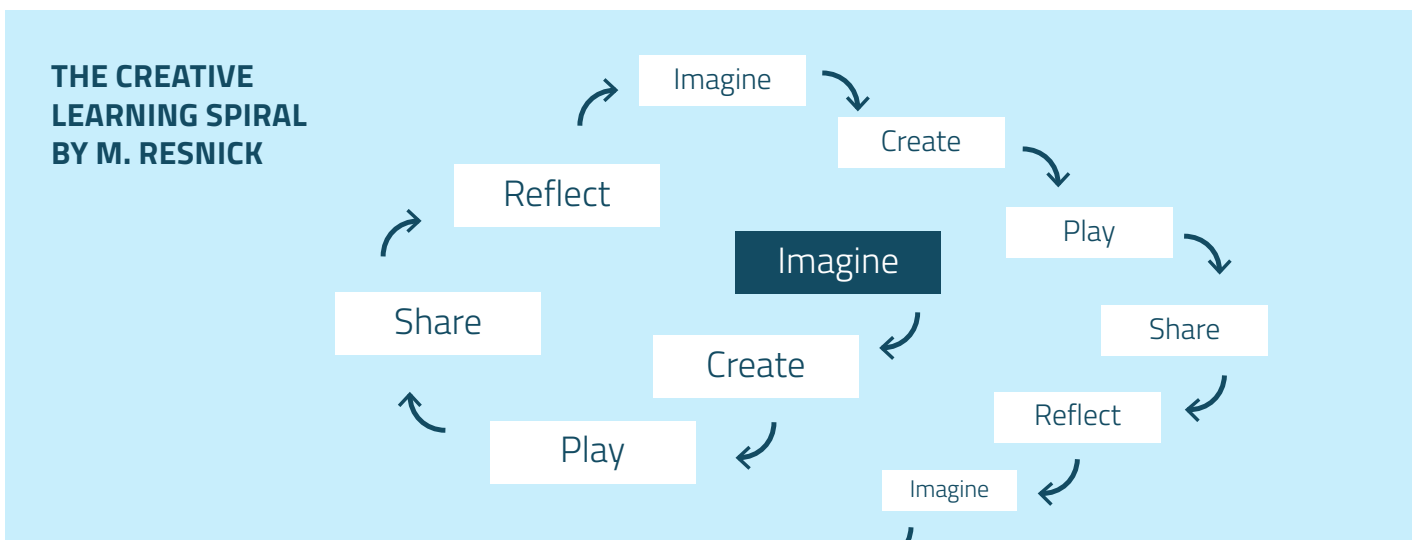 THE CREATIVE
LEARNING SPIRAL
BY M. RESNICK
Imagine
Create
Play
Share
Reflect
Imagine
Create
Play
Share
Reflect
Imagine